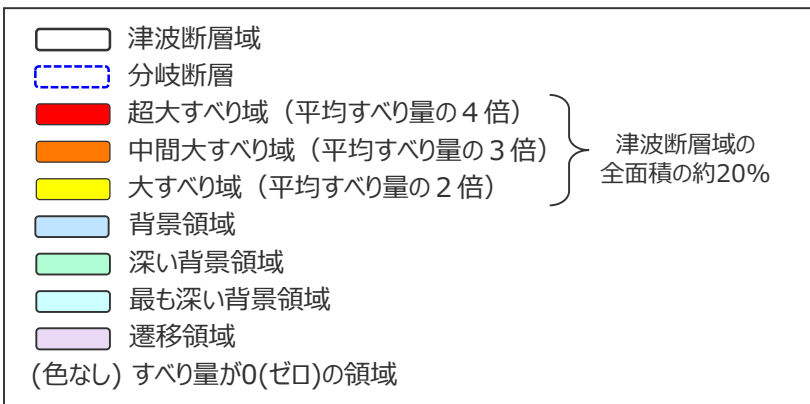 津波断層域
分岐断層
超大すべり域（平均すべり量の４倍）
中間大すべり域（平均すべり量の３倍）
大すべり域（平均すべり量の２倍）
津波断層域の
全面積の約20%
背景領域
深い背景領域
最も深い背景領域
遷移領域
(色なし) すべり量が0(ゼロ)の領域